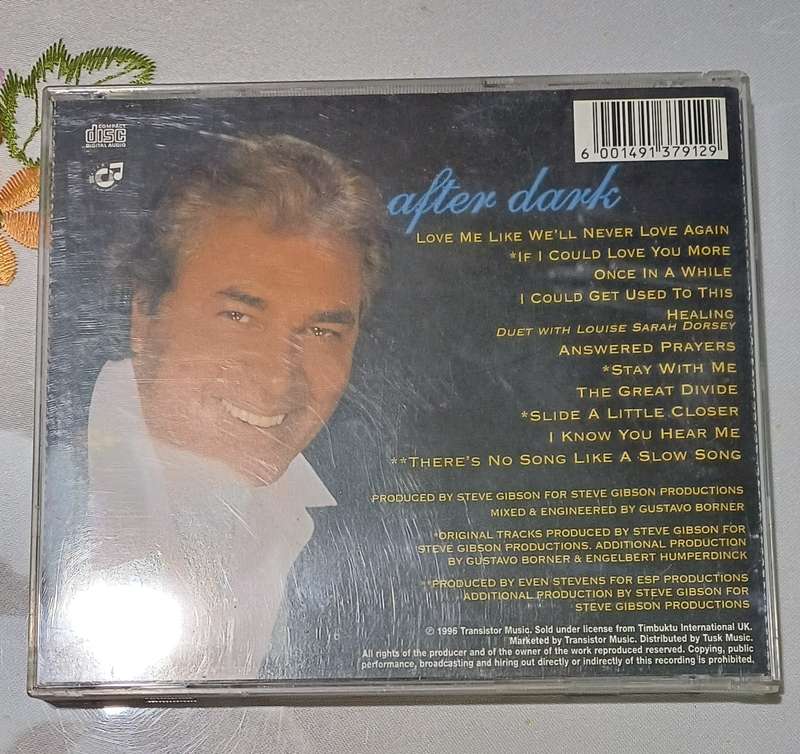 COMPACT
disc
DIGITAL AUDIO
6 001491 379129
after dark
LOVE ME LIKE WE'LL NEVER LOVE AGAIN
*IF I COULD LOVE YOU MORE
ONCE IN A WHILE
I COULD GET USED TO THIS
HEALING
DUET WITH LOUISE SARAH DORSEY
ANSWERED PRAYERS
*STAY WITH ME
THE GREAT DIVIDE
*SLIDE A LITTLE CLOSER
I KNOW YOU HEAR ME
**THERE'S NO SONG LIKE A SLOW SONG
PRODUCED BY STEVE GIBSON FOR STEVE GIBSON PRODUCTIONS
MIXED & ENGINEERED BY GUSTAVO BORNER
*ORIGINAL TRACKS PRODUCED BY STEVE GIBSON FOR
STEVE GIBSON PRODUCTIONS. ADDITIONAL PRODUCTION
BY GUSTAVO BORNER & ENGELBERT HUMPERDINCK
**PRODUCED BY EVEN STEVENS FOR ESP PRODUCTIONS
ADDITIONAL PRODUCTION BY STEVE GIBSON FOR
STEVE GIBSON PRODUCTIONS
℗ 1996 Transistor Music. Sold under license from Timbuktu International UK.
Marketed by Transistor Music. Distributed by Tusk Music.
All rights of the producer and of the owner of the work reproduced reserved. Copying, public
performance, broadcasting and hiring out directly or indirectly of this recording is prohibited.